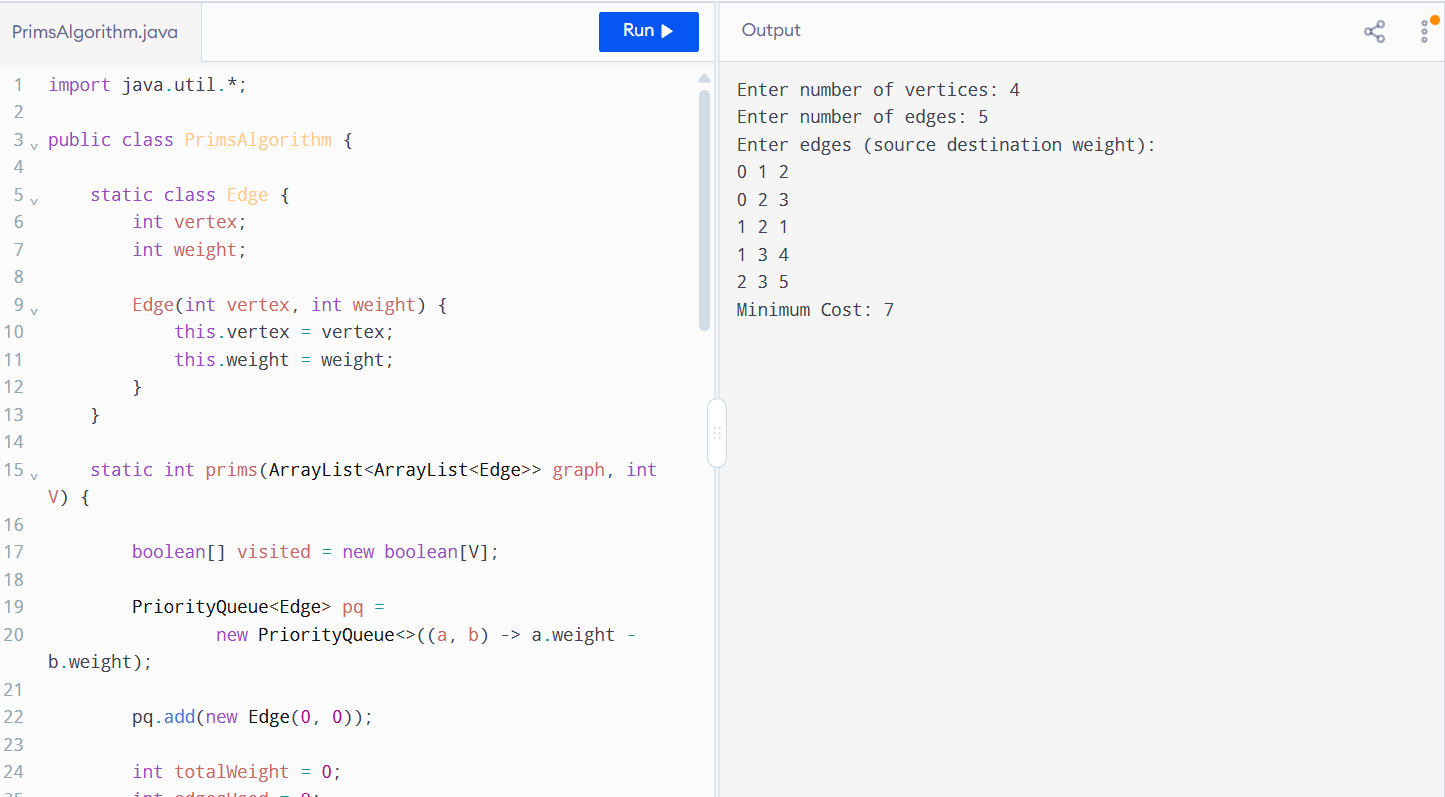 PrimsAlgorithm.java
Run
1 import java.util.*;
2
3 public class PrimsAlgorithm {
4
5     static class Edge {
6         int vertex;
7         int weight;
8
9         Edge(int vertex, int weight) {
10             this.vertex = vertex;
11             this.weight = weight;
12         }
13     }
14
15     static int prims(ArrayList<ArrayList<Edge>> graph, int
V) {
16
17         boolean[] visited = new boolean[V];
18
19         PriorityQueue<Edge> pq =
20                 new PriorityQueue<>((a, b) -> a.weight -
b.weight);
21
22         pq.add(new Edge(0, 0));
23
24         int totalWeight = 0;
25         int edgesUsed = 0;
Output
Enter number of vertices: 4
Enter number of edges: 5
Enter edges (source destination weight):
0 1 2
0 2 3
1 2 1
1 3 4
2 3 5
Minimum Cost: 7